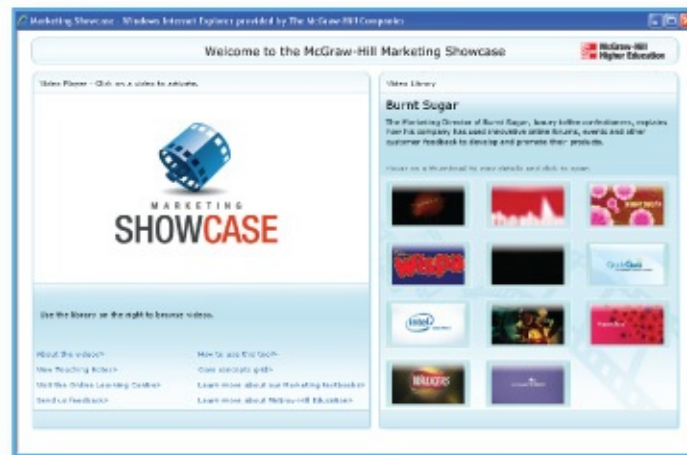 Marketing Showcase - Windows Internet Explorer provided by The McGraw-Hill Companies
Welcome to the McGraw-Hill Marketing Showcase
McGraw-Hill
Higher Education
Video Player - Click on a video to activate.
MARKETING
SHOWCASE
Use the library on the right to browse videos.
About the videos>
View Teaching Notes>
Visit the Online Learning Centre>
Send us feedback>
How to use this tool>
Core concepts grid>
Learn more about our Marketing textbooks>
Learn more about McGraw-Hill Education>
Video Library
Burnt Sugar
The Marketing Director of Burnt Sugar, luxury toffee confectioners, explains
how his company has used innovative online forums, events and other
customer feedback to develop and promote their products.
Hover on a thumbnail to view details and click to open.
Wispa
intel